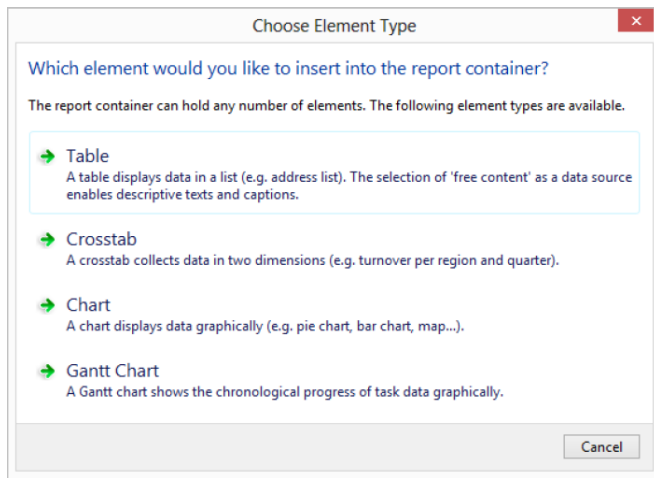 Choose Element Type
Which element would you like to insert into the report container?
The report container can hold any number of elements. The following element types are available.
Table
A table displays data in a list (e.g. address list). The selection of 'free content' as a data source
enables descriptive texts and captions.
Crosstab
A crosstab collects data in two dimensions (e.g. turnover per region and quarter).
Chart
A chart displays data graphically (e.g. pie chart, bar chart, map...).
Gantt Chart
A Gantt chart shows the chronological progress of task data graphically.
Cancel